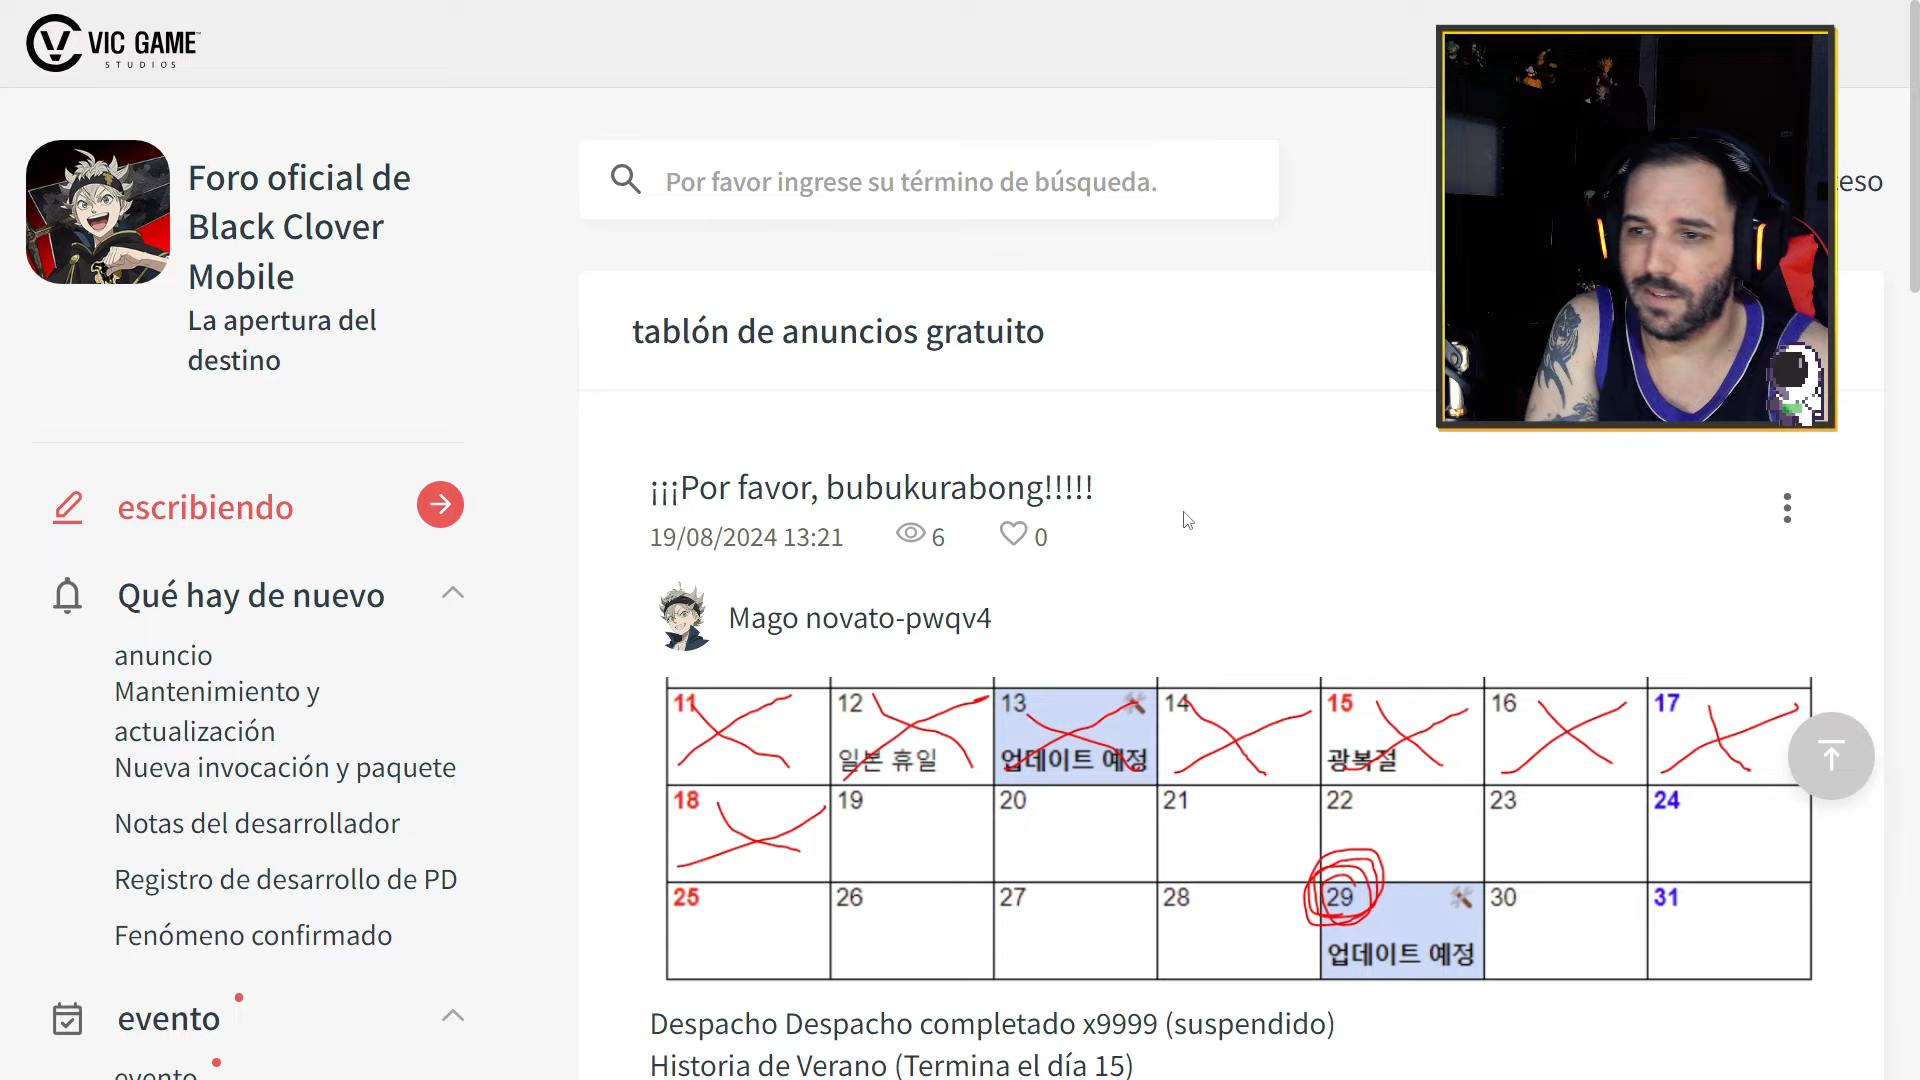 VIC GAME
STUDIOS
Foro oficial de
Black Clover
Mobile
La apertura del
destino
Por favor ingrese su término de búsqueda.
eso
tablón de anuncios gratuito
escribiendo
¡¡¡Por favor, bubukurabong!!!!!
19/08/2024 13:21 6 0
Qué hay de nuevo
Mago novato-pwqv4
anuncio
Mantenimiento y
actualización
Nueva invocación y paquete
Notas del desarrollador
Registro de desarrollo de PD
Fenómeno confirmado
evento
evento
11 12 13 14 15 16 17
일본 휴일 업데이트 예정 광복절
18 19 20 21 22 23 24
25 26 27 28 29 30 31
업데이트 예정
Despacho Despacho completado x9999 (suspendido)
Historia de Verano (Termina el día 15)